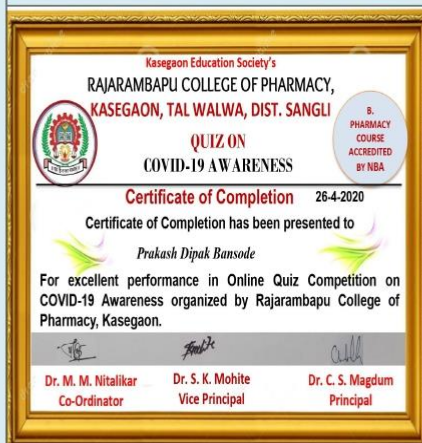 Kasegaon Education Society's
RAJARAMBAPU COLLEGE OF PHARMACY,
KASEGAON, TAL WALWA, DIST. SANGLI
B.
PHARMACY
COURSE
ACCREDITED
BY NBA
QUIZ ON
COVID-19 AWARENESS
Certificate of Completion 26-4-2020
Certificate of Completion has been presented to
Prakash Dipak Bansode
For excellent performance in Online Quiz Competition on
COVID-19 Awareness organized by Rajarambapu College of
Pharmacy, Kasegaon.
Dr. M. M. Nitalikar
Co-Ordinator
Dr. S. K. Mohite
Vice Principal
Dr. C. S. Magdum
Principal